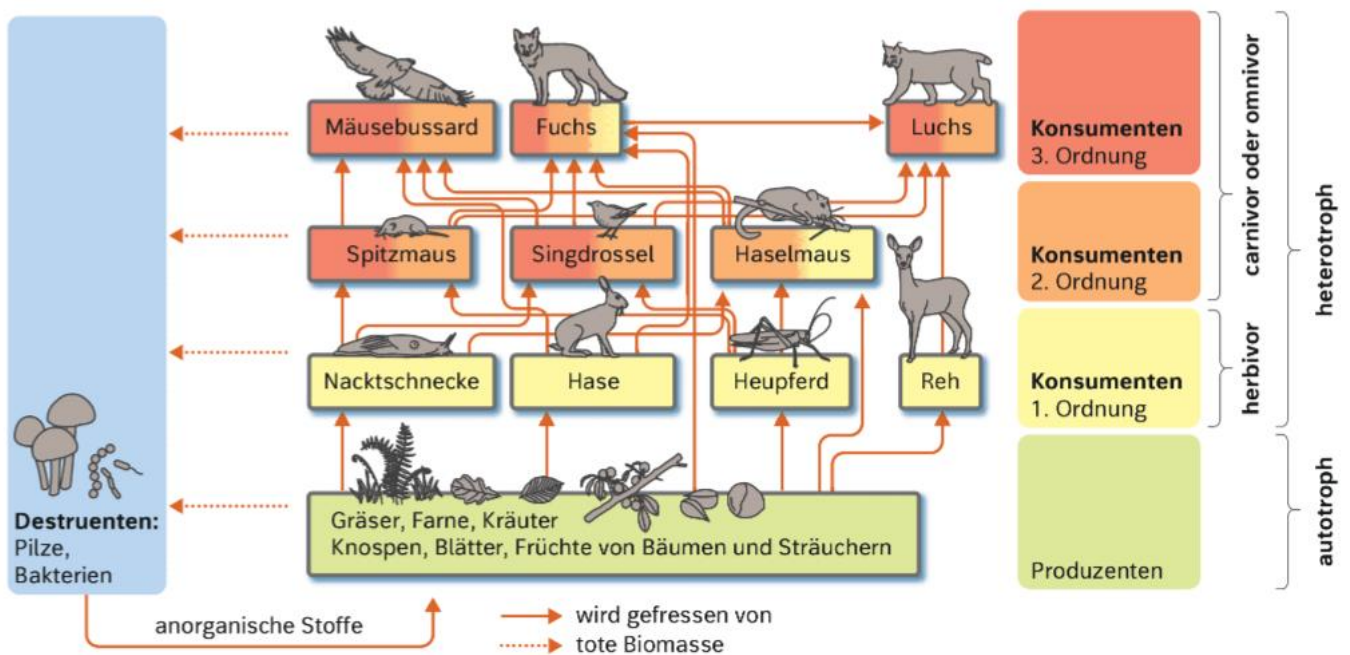 Mäusebussard
Fuchs
Luchs
Konsumenten
3. Ordnung
Spitzmaus
Singdrossel
Haselmaus
Konsumenten
2. Ordnung
carnivor oder omnivor
Nacktschnecke
Hase
Heupferd
Reh
Konsumenten
1. Ordnung
herbivor
heterotroph
Destruenten:
Pilze,
Bakterien
Gräser, Farne, Kräuter
Knospen, Blätter, Früchte von Bäumen und Sträuchern
Produzenten
autotroph
anorganische Stoffe
wird gefressen von
tote Biomasse